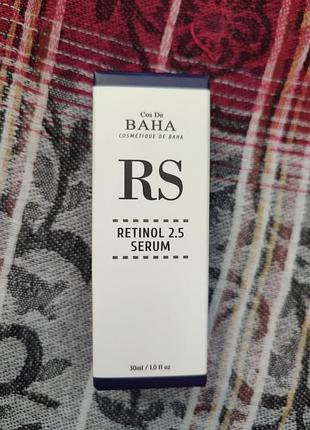 Cos De
BAHA
COSMÉTIQUE DE BAHA
RS
RETINOL 2.5
SERUM
30ml / 1.0 fl oz